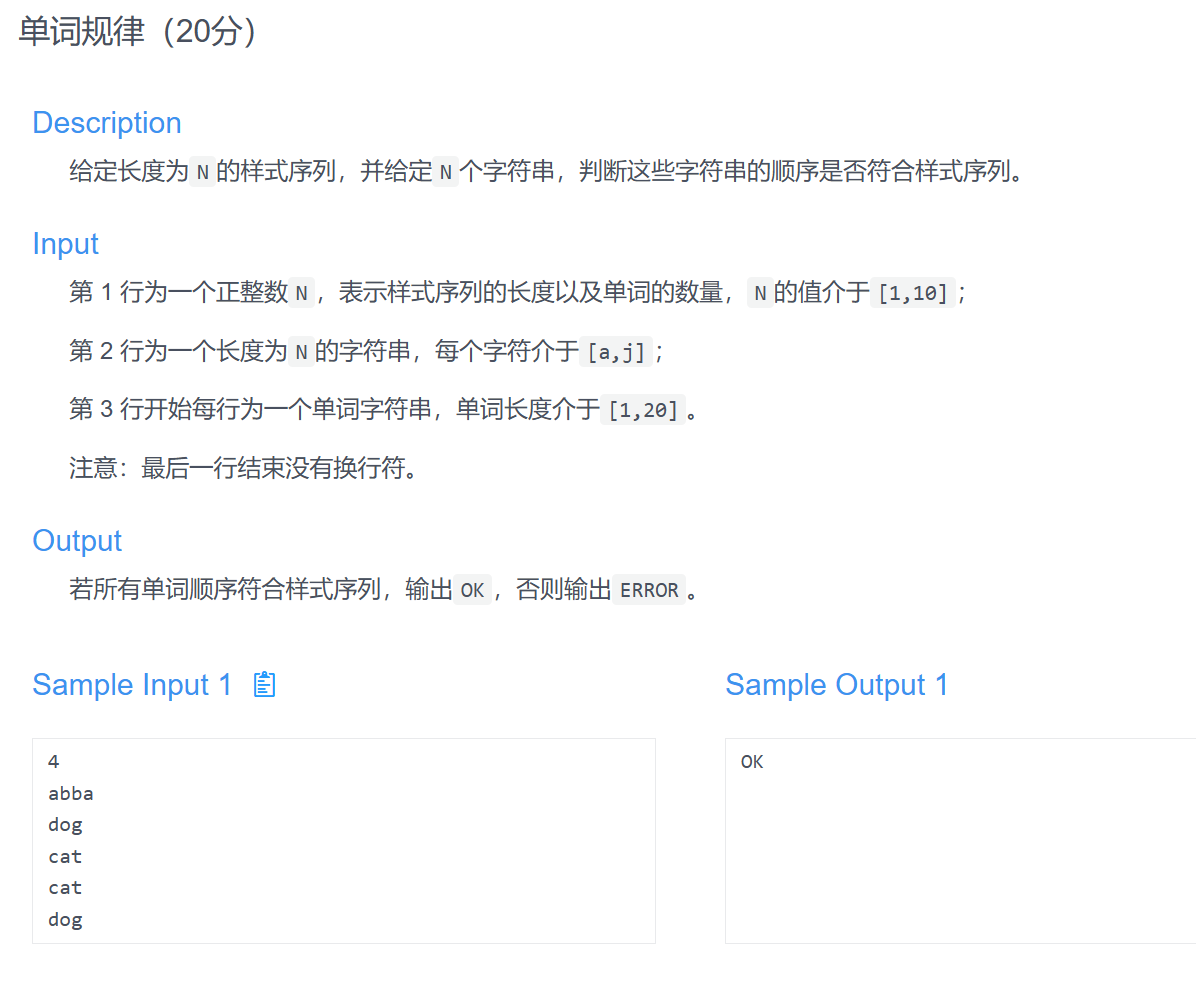 单词规律（20分）
Description
给定长度为 N 的样式序列，并给定 N 个字符串，判断这些字符串的顺序是否符合样式序列。
Input
第 1 行为一个正整数 N ，表示样式序列的长度以及单词的数量， N 的值介于 [1,10] ；
第 2 行为一个长度为 N 的字符串，每个字符介于 [a,j] ；
第 3 行开始每行为一个单词字符串，单词长度介于 [1,20] 。
注意：最后一行结束没有换行符。
Output
若所有单词顺序符合样式序列，输出 OK ，否则输出 ERROR 。
Sample Input 1
4
abba
dog
cat
cat
dog
Sample Output 1
OK